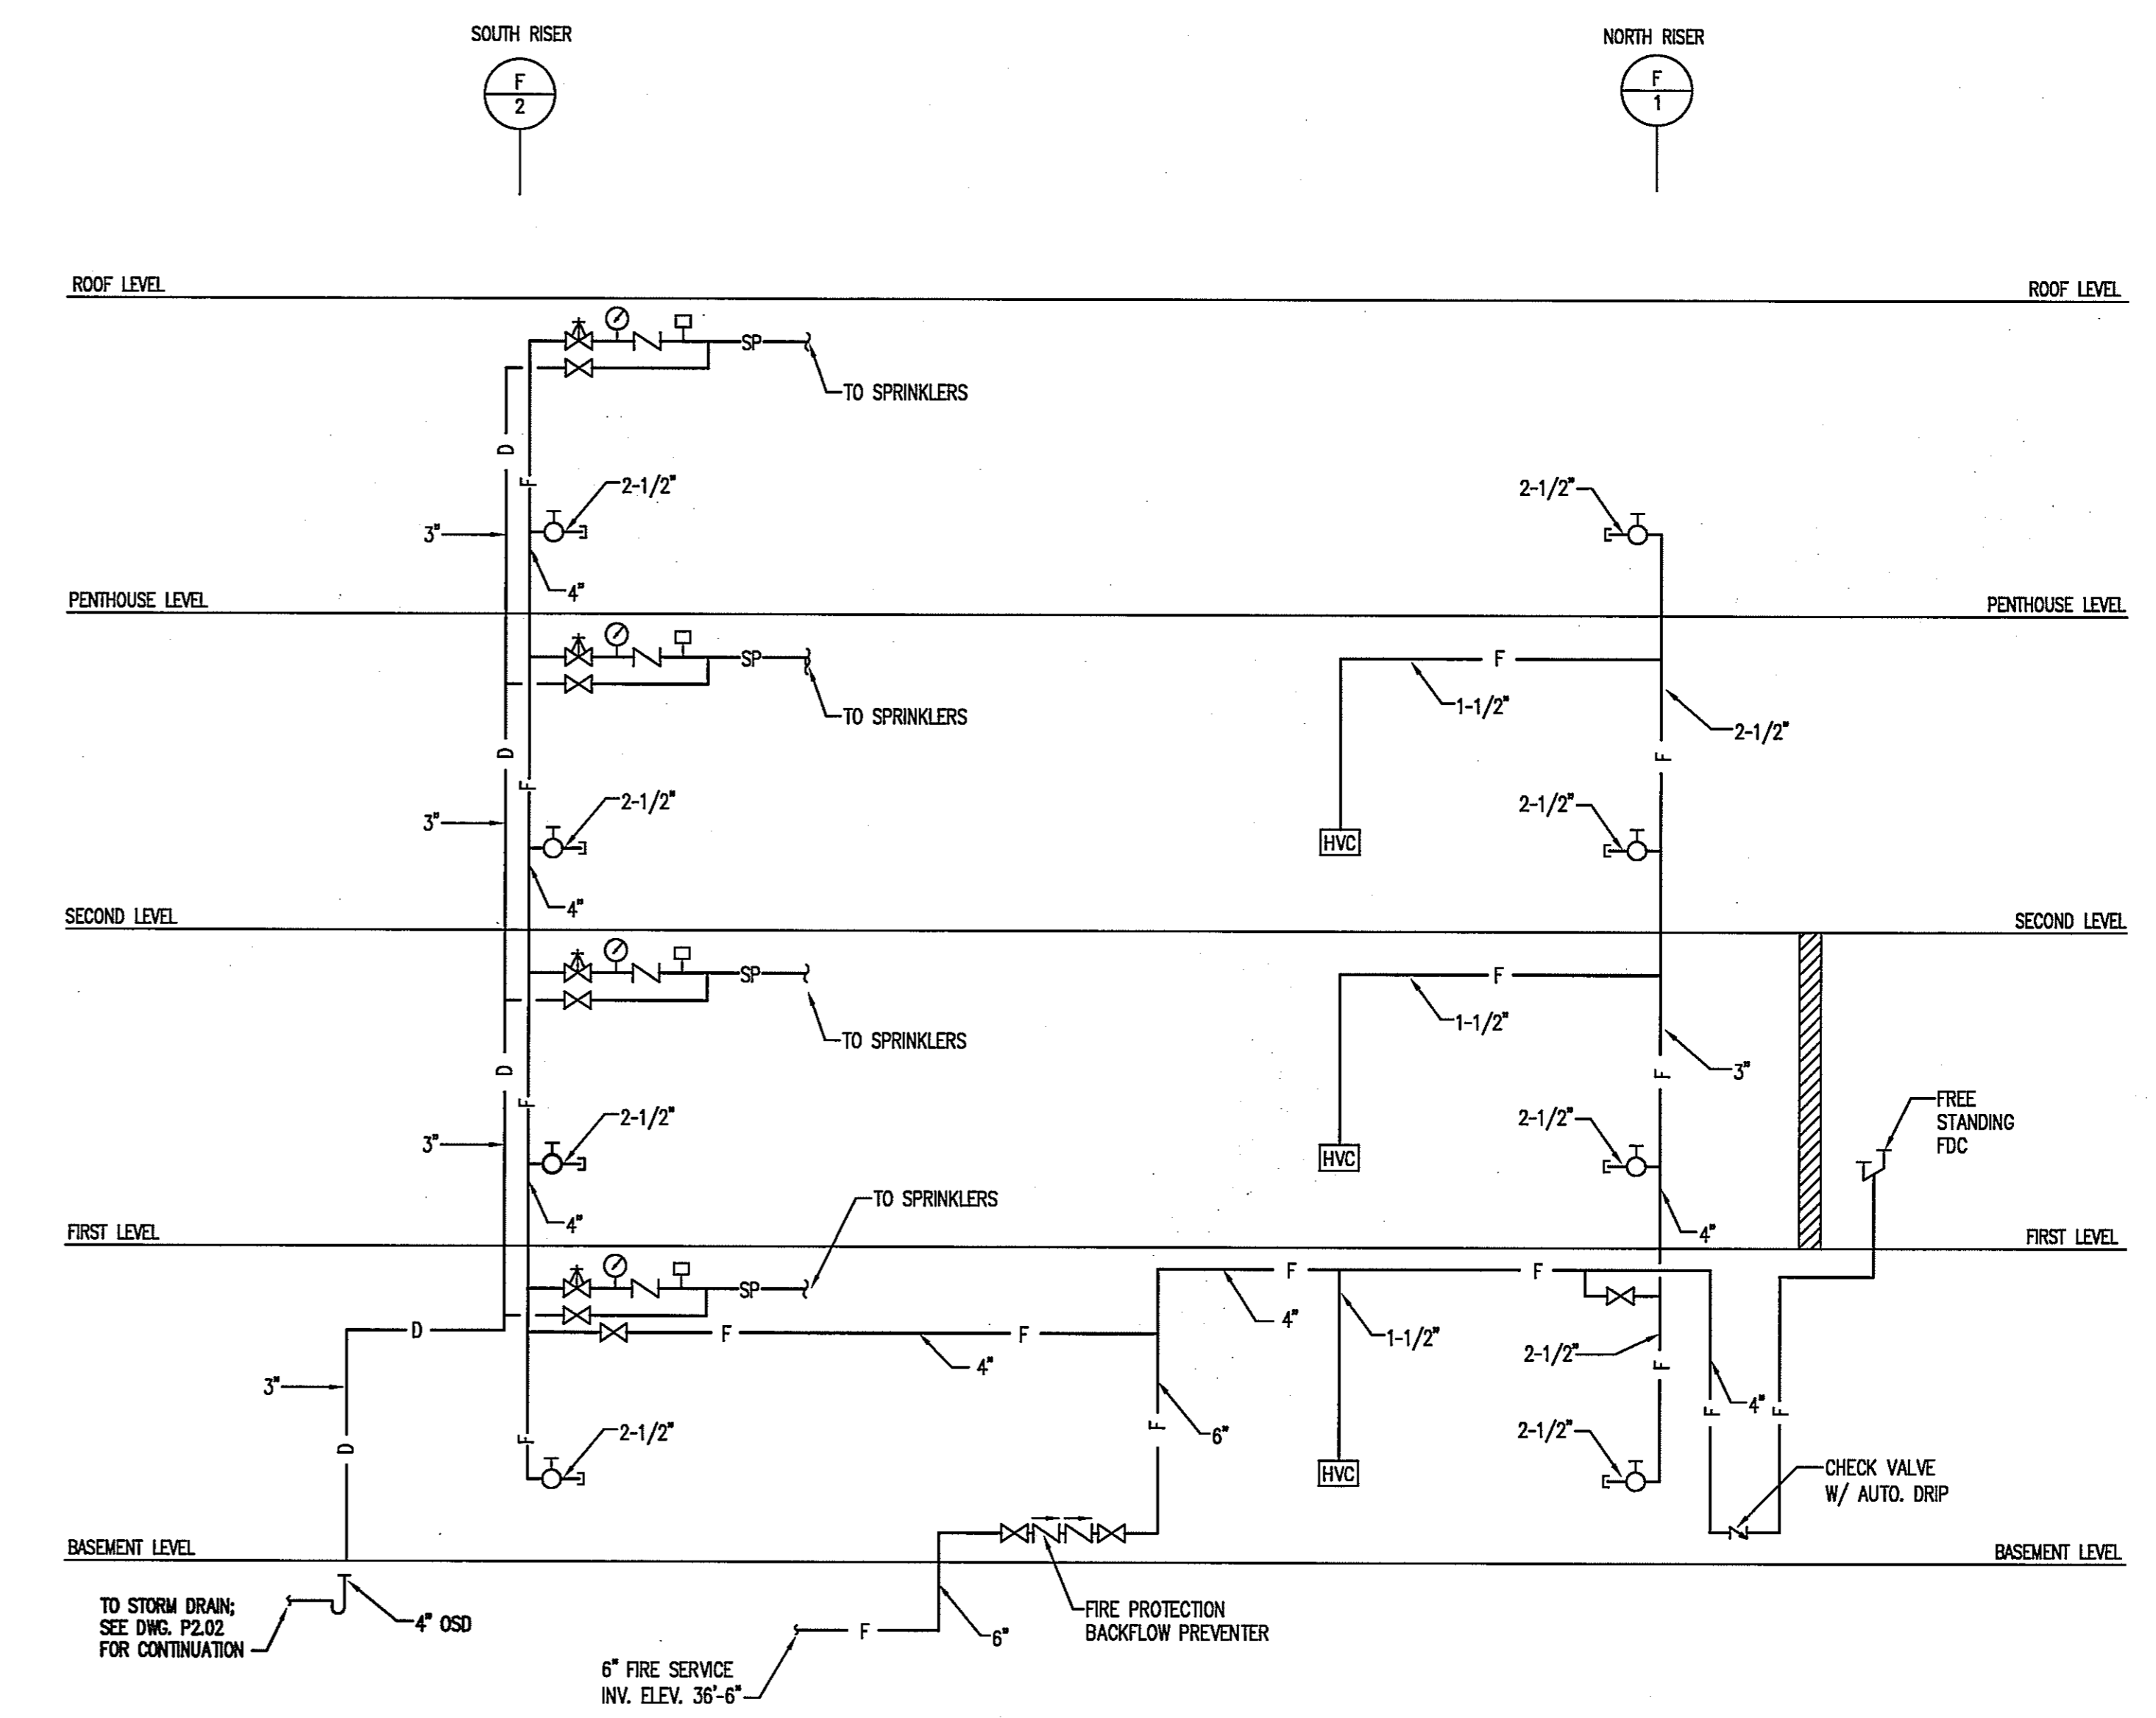 SOUTH RISER
F
2
NORTH RISER
F
1
ROOF LEVEL
ROOF LEVEL
SP
TO SPRINKLERS
D
F
2-1/2"
2-1/2"
3"
4"
PENTHOUSE LEVEL
PENTHOUSE LEVEL
SP
F
TO SPRINKLERS
1-1/2"
2-1/2"
D
F
F
2-1/2"
2-1/2"
3"
HVC
4"
SECOND LEVEL
SECOND LEVEL
SP
F
TO SPRINKLERS
1-1/2"
D
F
F
3"
FREE
STANDING
FDC
2-1/2"
2-1/2"
3"
HVC
TO SPRINKLERS
4"
4"
FIRST LEVEL
FIRST LEVEL
SP
F
F
4"
D
F
F
1-1/2"
2-1/2"
4"
F
3"
4"
F
F
F
F
D
2-1/2"
6"
2-1/2"
HVC
CHECK VALVE
W/ AUTO. DRIP
BASEMENT LEVEL
BASEMENT LEVEL
TO STORM DRAIN;
SEE DWG. P2.02
FOR CONTINUATION
4" OSD
F
6"
FIRE PROTECTION
BACKFLOW PREVENTER
6" FIRE SERVICE
INV. ELEV. 36'-6"